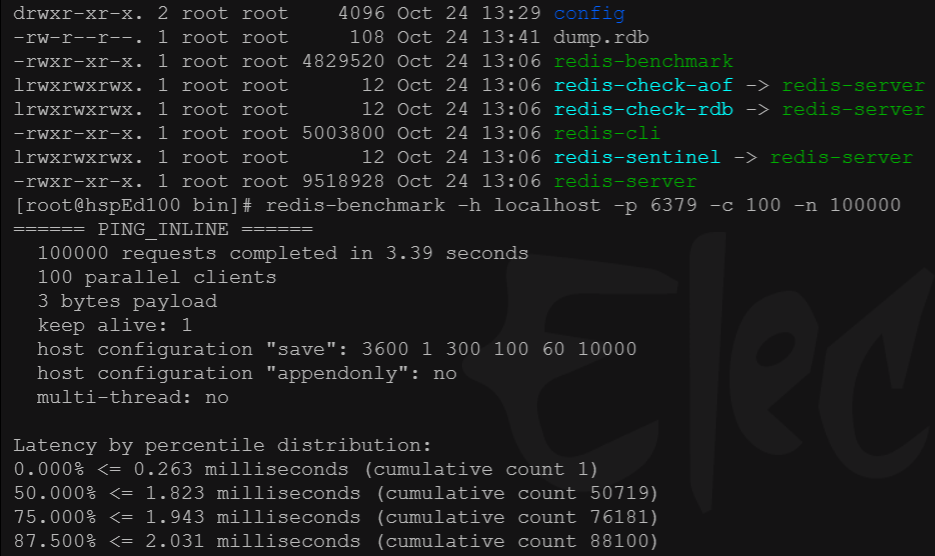 drwxr-xr-x. 2 root root    4096 Oct 24 13:29 config
-rw-r--r--. 1 root root     108 Oct 24 13:41 dump.rdb
-rwxr-xr-x. 1 root root 4829520 Oct 24 13:06 redis-benchmark
lrwxrwxrwx. 1 root root      12 Oct 24 13:06 redis-check-aof -> redis-server
lrwxrwxrwx. 1 root root      12 Oct 24 13:06 redis-check-rdb -> redis-server
-rwxr-xr-x. 1 root root 5003800 Oct 24 13:06 redis-cli
lrwxrwxrwx. 1 root root      12 Oct 24 13:06 redis-sentinel -> redis-server
-rwxr-xr-x. 1 root root 9518928 Oct 24 13:06 redis-server
[root@hspEd100 bin]# redis-benchmark -h localhost -p 6379 -c 100 -n 100000
====== PING_INLINE ======
  100000 requests completed in 3.39 seconds
  100 parallel clients
  3 bytes payload
  keep alive: 1
  host configuration "save": 3600 1 300 100 60 10000
  host configuration "appendonly": no
  multi-thread: no

Latency by percentile distribution:
0.000% <= 0.263 milliseconds (cumulative count 1)
50.000% <= 1.823 milliseconds (cumulative count 50719)
75.000% <= 1.943 milliseconds (cumulative count 76181)
87.500% <= 2.031 milliseconds (cumulative count 88100)
Elec